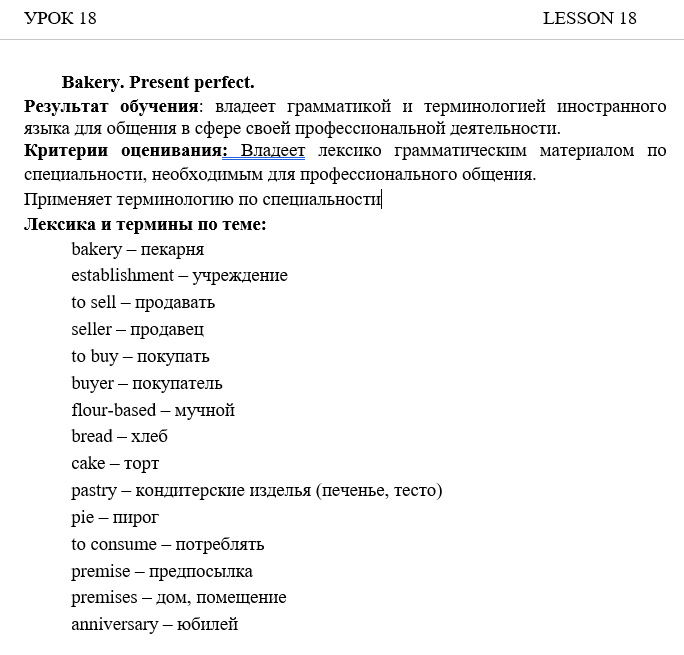 УРОК 18 LESSON 18
Bakery. Present perfect.
Результат обучения: владеет грамматикой и терминологией иностранного
языка для общения в сфере своей профессиональной деятельности.
Критерии оценивания: Владеет лексико грамматическим материалом по
специальности, необходимым для профессионального общения.
Применяет терминологию по специальности
Лексика и термины по теме:
bakery – пекарня
establishment – учреждение
to sell – продавать
seller – продавец
to buy – покупать
buyer – покупатель
flour-based – мучной
bread – хлеб
cake – торт
pastry – кондитерские изделья (печенье, тесто)
pie – пирог
to consume – потреблять
premise – предпосылка
premises – дом, помещение
anniversary – юбилей